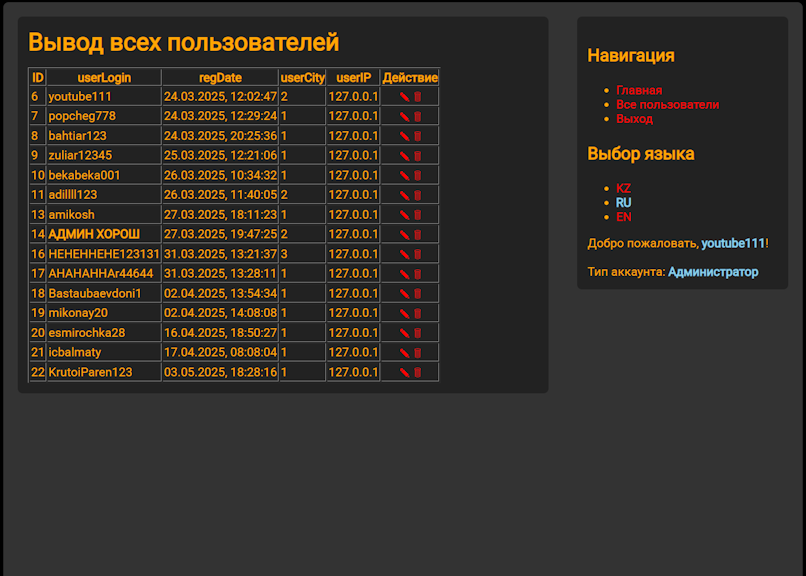 Вывод всех пользователей
ID userLogin regDate userCity userIP Действие
6 youtube111 24.03.2025, 12:02:47 2 127.0.0.1
7 popcheg778 24.03.2025, 12:29:24 1 127.0.0.1
8 bahtiar123 24.03.2025, 20:25:36 1 127.0.0.1
9 zuliar12345 25.03.2025, 12:21:06 1 127.0.0.1
10 bekabeka001 26.03.2025, 10:34:32 1 127.0.0.1
11 adillll123 26.03.2025, 11:40:05 2 127.0.0.1
13 amikosh 27.03.2025, 18:11:23 1 127.0.0.1
14 АДМИН ХОРОШ 27.03.2025, 19:47:25 2 127.0.0.1
16 HEHEHHEHE123131 31.03.2025, 13:21:37 3 127.0.0.1
17 AHAHAHHAr44644 31.03.2025, 13:28:11 1 127.0.0.1
18 Bastaubaevdoni1 02.04.2025, 13:54:34 1 127.0.0.1
19 mikonay20 02.04.2025, 14:08:08 1 127.0.0.1
20 esmirochka28 16.04.2025, 18:50:27 1 127.0.0.1
21 icbalmaty 17.04.2025, 08:08:04 1 127.0.0.1
22 KrutoiParen123 03.05.2025, 18:28:16 1 127.0.0.1
Навигация
Главная
Все пользователи
Выход
Выбор языка
KZ
RU
EN
Добро пожаловать, youtube111!
Тип аккаунта: Администратор